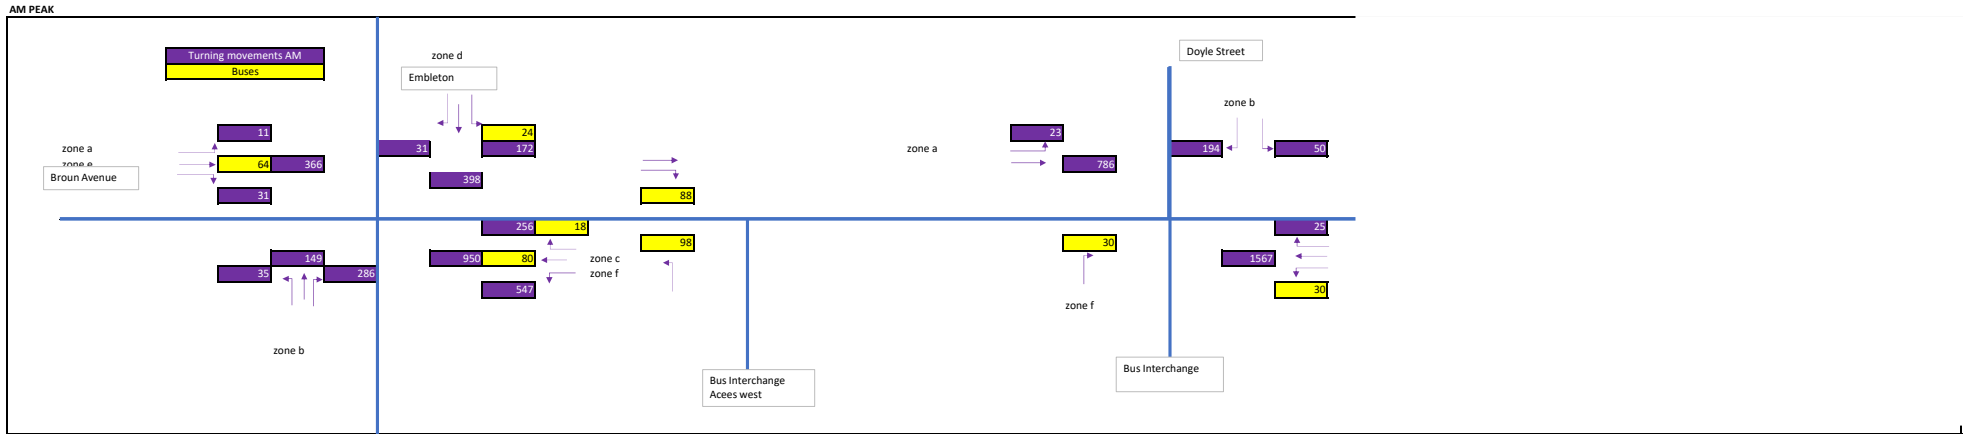 AM PEAK
Turning movements AM
Buses
zone d
Embleton
Doyle Street
zone b
11
24
23
zone a
31
172
zone a
194
50
zone e
64 366
786
Broun Avenue
398
31
88
256 18
25
98
30
149
950 80
zone c
1567
35
286
zone f
547
30
zone f
zone b
Bus Interchange
Acees west
Bus Interchange